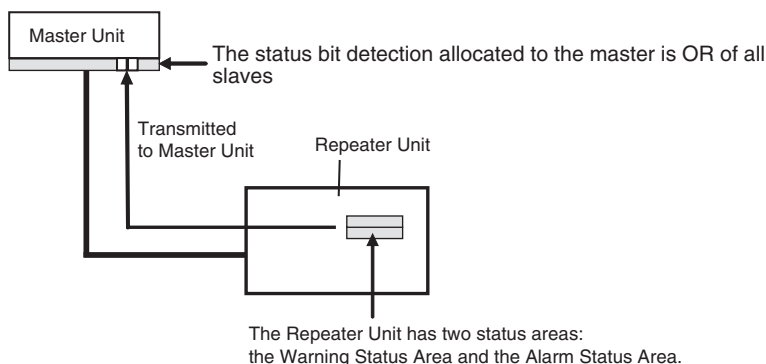 Master Unit
The status bit detection allocated to the master is OR of all
slaves
Transmitted
to Master Unit
Repeater Unit
The Repeater Unit has two status areas:
the Warning Status Area and the Alarm Status Area.